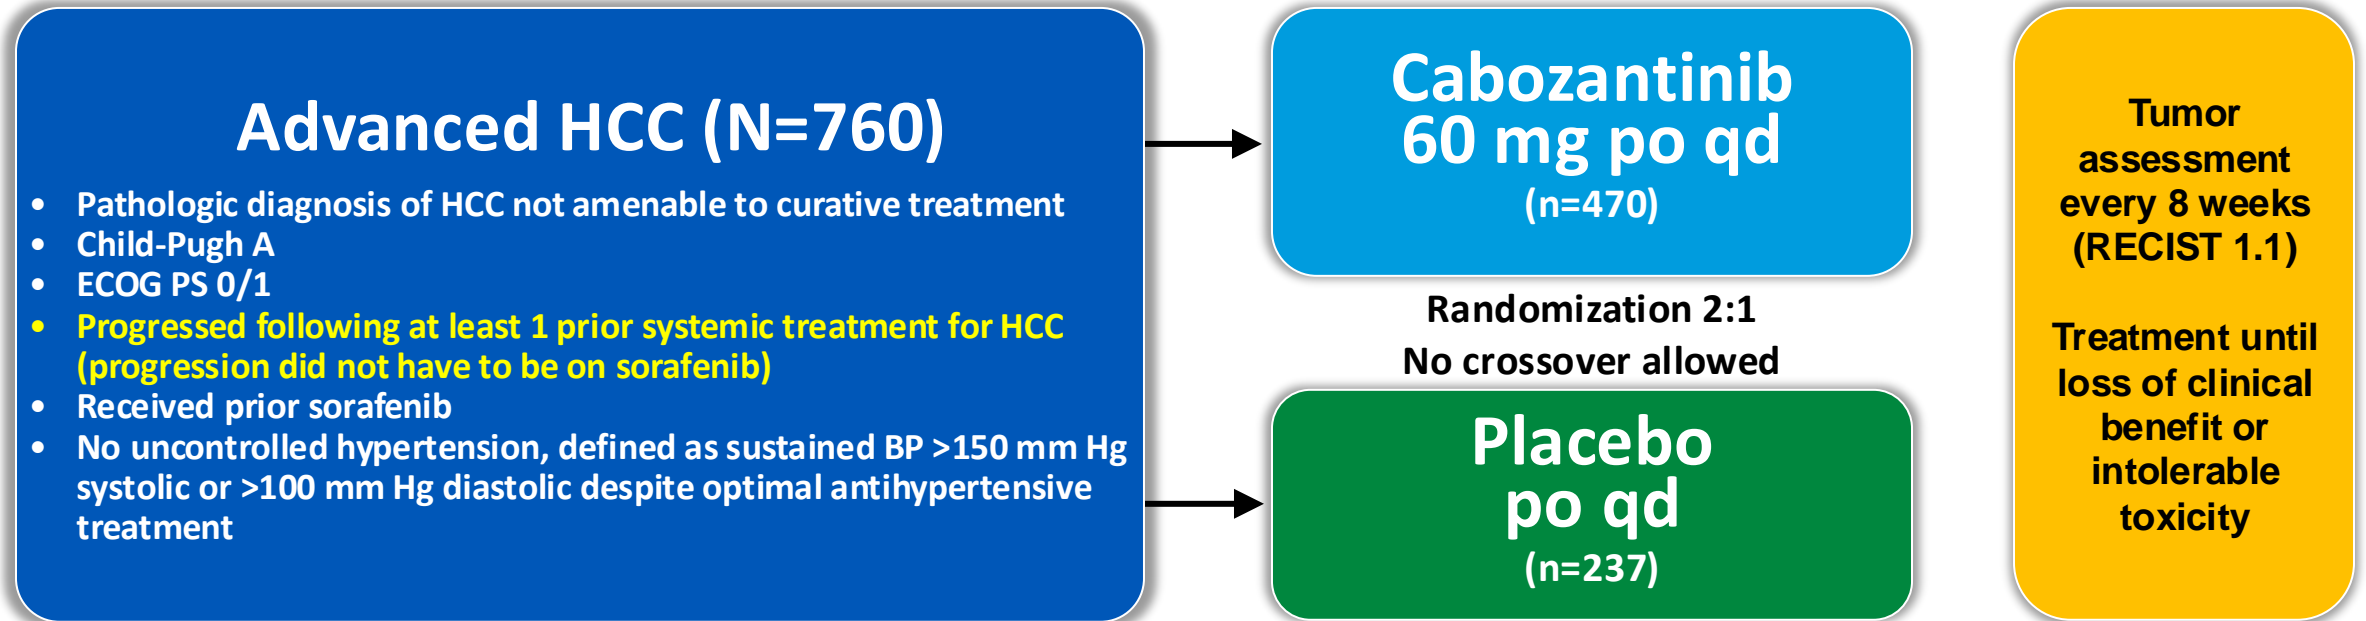 Advanced HCC (N=760)
• Pathologic diagnosis of HCC not amenable to curative treatment
• Child-Pugh A
• ECOG PS 0/1
• Progressed following at least 1 prior systemic treatment for HCC
(progression did not have to be on sorafenib)
• Received prior sorafenib
• No uncontrolled hypertension, defined as sustained BP >150 mm Hg
systolic or >100 mm Hg diastolic despite optimal antihypertensive
treatment
Cabozantinib
60 mg po qd
(n=470)
Randomization 2:1
No crossover allowed
Placebo
po qd
(n=237)
Tumor
assessment
every 8 weeks
(RECIST 1.1)
Treatment until
loss of clinical
benefit or
intolerable
toxicity